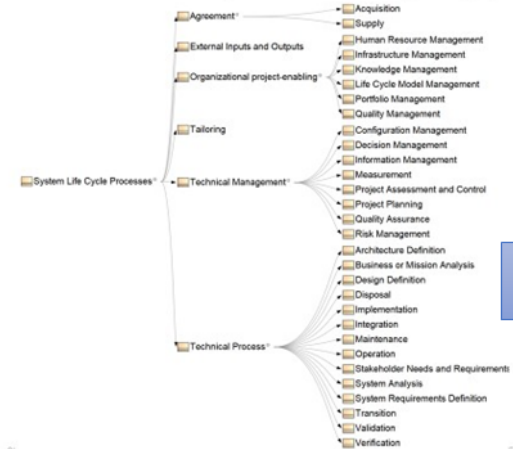 System Life Cycle Processes
Agreement
Acquisition
Supply
External Inputs and Outputs
Organizational project-enabling
Human Resource Management
Infrastructure Management
Knowledge Management
Life Cycle Model Management
Portfolio Management
Quality Management
Tailoring
Technical Management
Configuration Management
Decision Management
Information Management
Measurement
Project Assessment and Control
Project Planning
Quality Assurance
Risk Management
Technical Process
Architecture Definition
Business or Mission Analysis
Design Definition
Disposal
Implementation
Integration
Maintenance
Operation
Stakeholder Needs and Requirements
System Analysis
System Requirements Definition
Transition
Validation
Verification